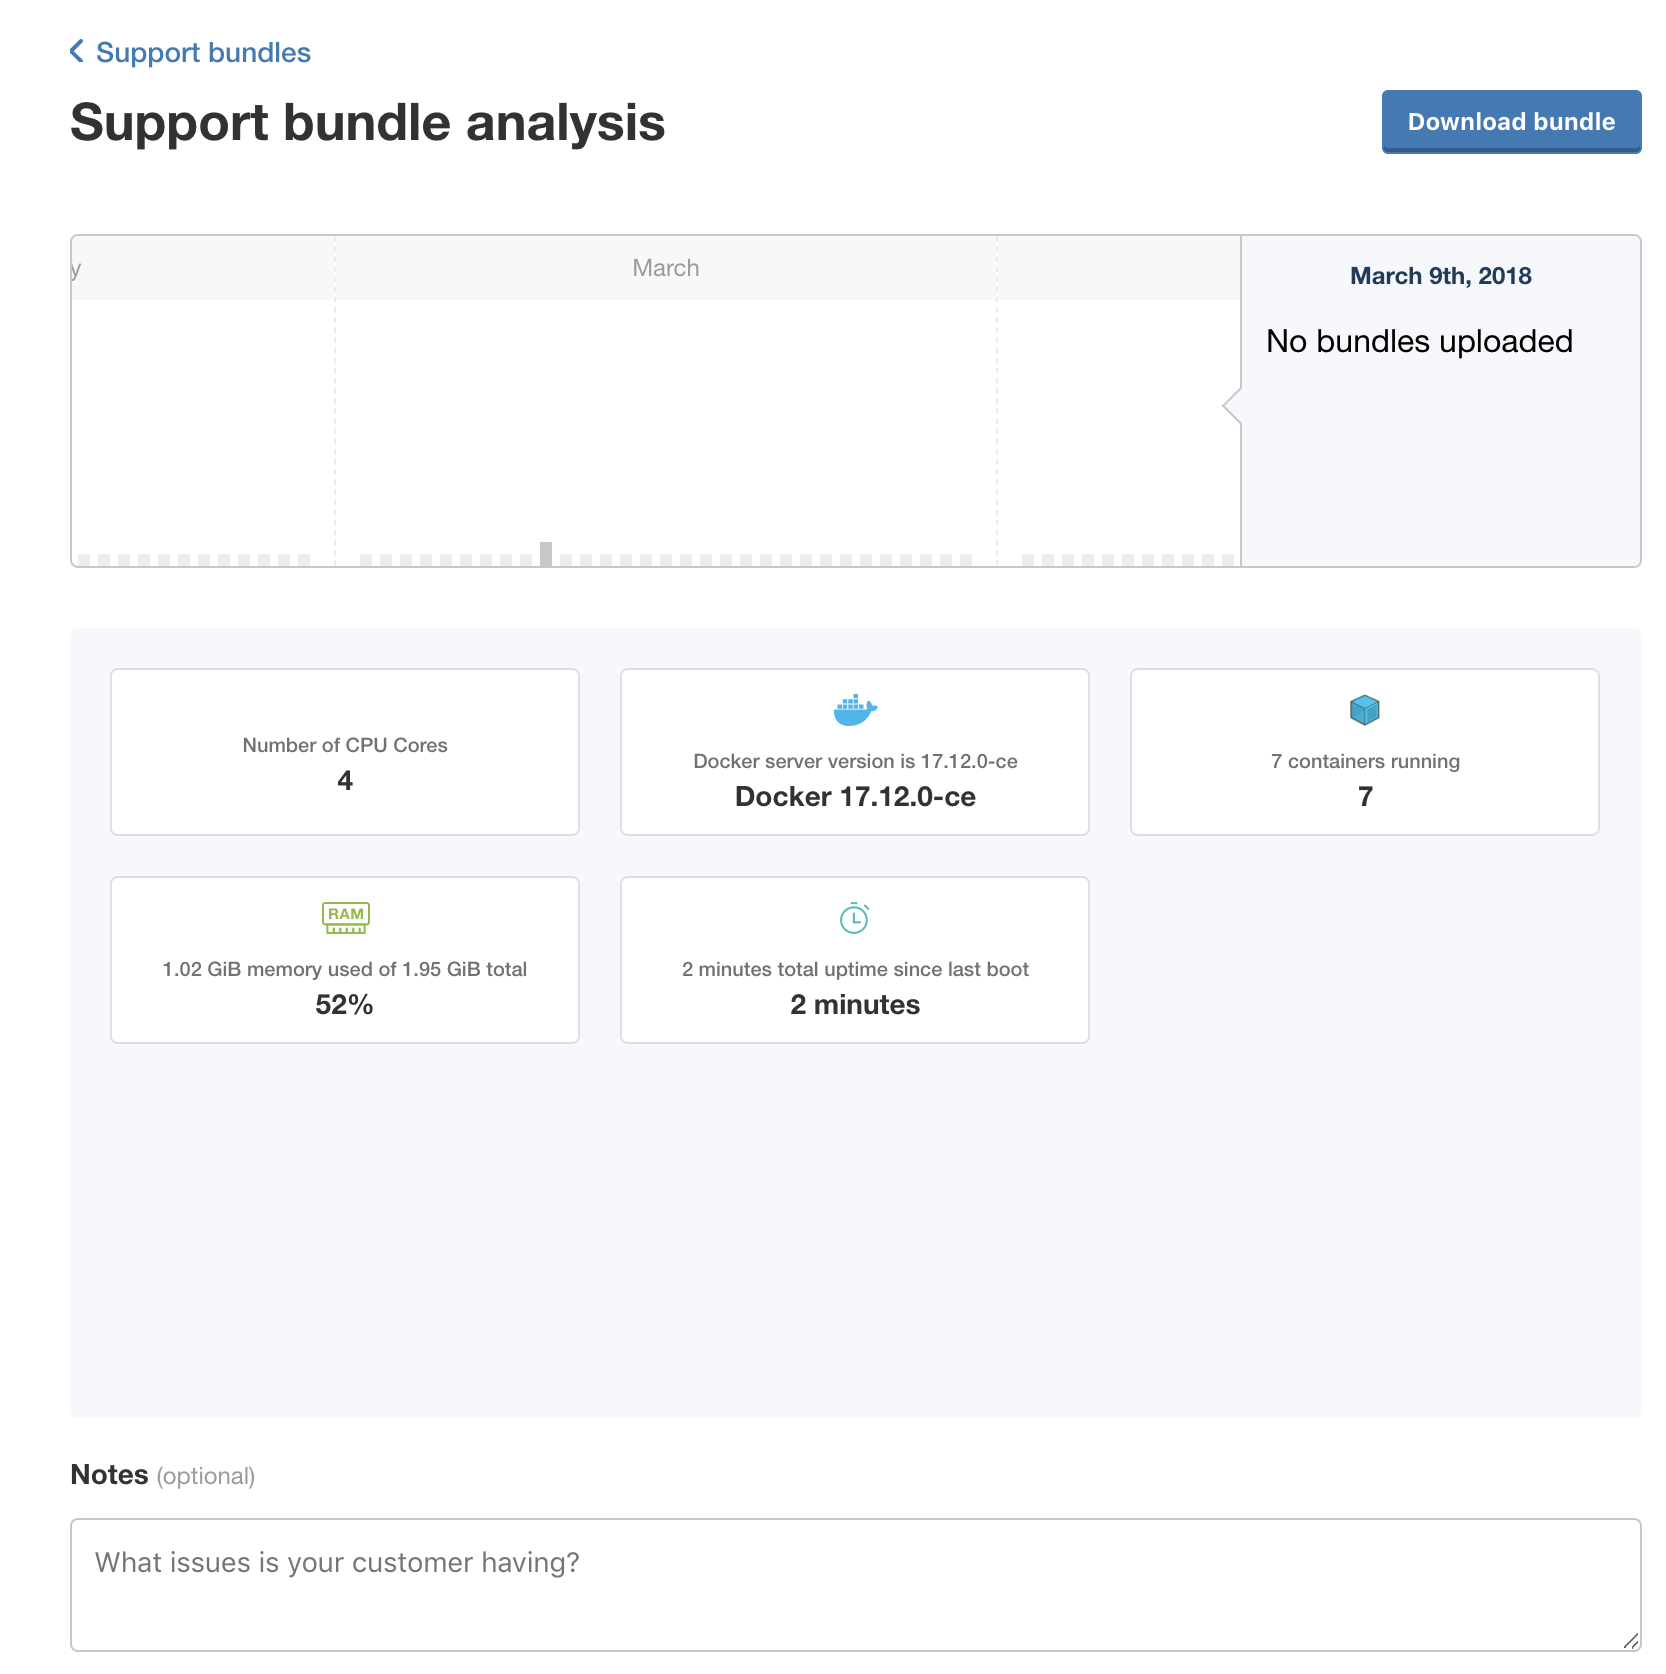 Support bundles
Support bundle analysis
Download bundle
y
March
March 9th, 2018
No bundles uploaded
Number of CPU Cores
4
Docker server version is 17.12.0-ce
Docker 17.12.0-ce
7 containers running
7
RAM
1.02 GiB memory used of 1.95 GiB total
52%
2 minutes total uptime since last boot
2 minutes
Notes (optional)
What issues is your customer having?